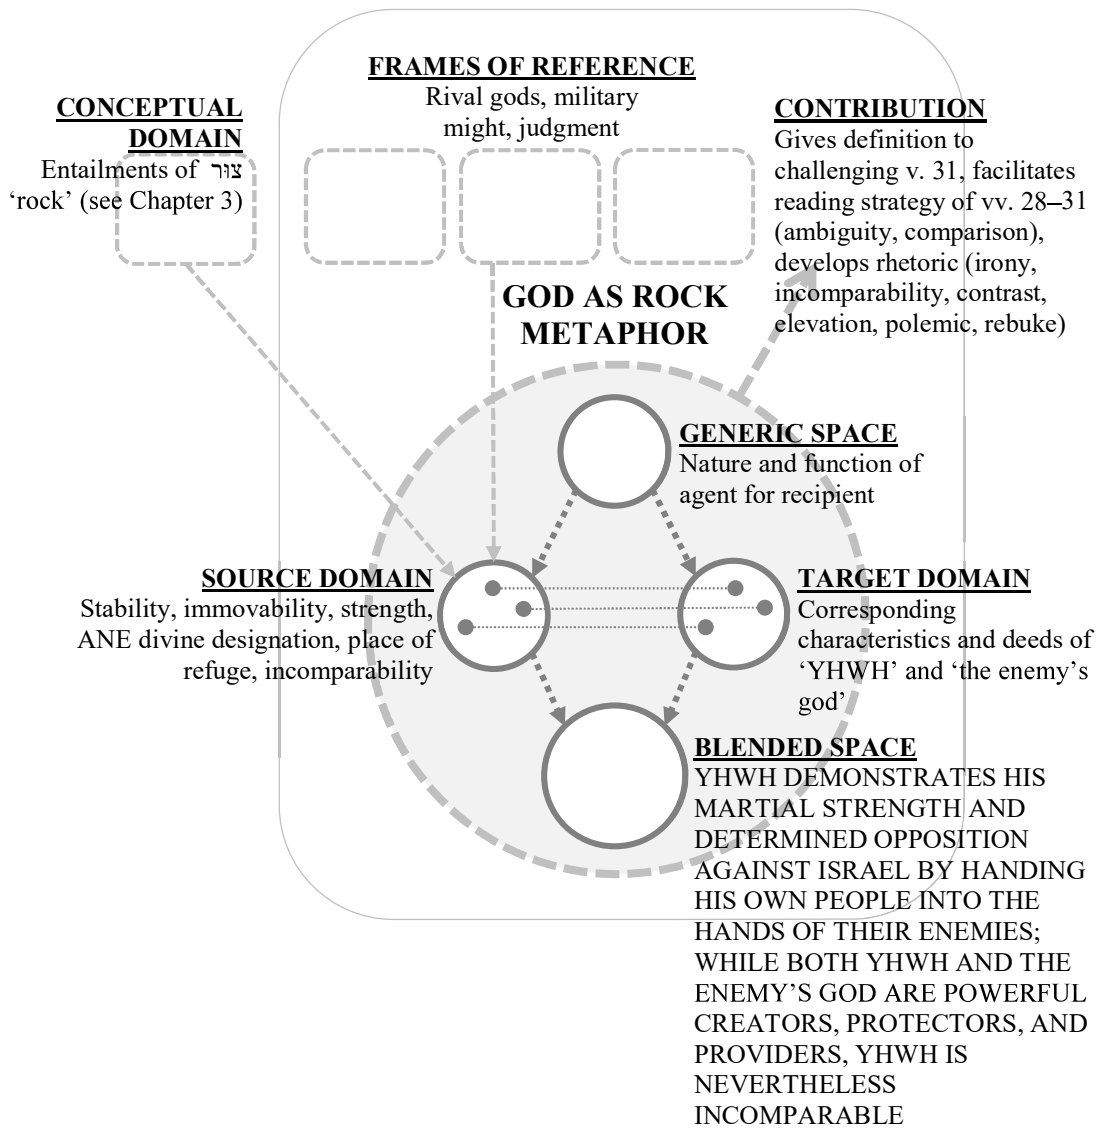 FRAMES OF REFERENCE
Rival gods, military
might, judgment
CONCEPTUAL
DOMAIN
Entailments of צוּר
‘rock’ (see Chapter 3)
CONTRIBUTION
Gives definition to
challenging v. 31, facilitates
reading strategy of vv. 28–31
(ambiguity, comparison),
develops rhetoric (irony,
incomparability, contrast,
elevation, polemic, rebuke)
GOD AS ROCK
METAPHOR
GENERIC SPACE
Nature and function of
agent for recipient
SOURCE DOMAIN
Stability, immovability, strength,
ANE divine designation, place of
refuge, incomparability
TARGET DOMAIN
Corresponding
characteristics and deeds of
‘YHWH’ and ‘the enemy’s
god’
BLENDED SPACE
YHWH DEMONSTRATES HIS
MARTIAL STRENGTH AND
DETERMINED OPPOSITION
AGAINST ISRAEL BY HANDING
HIS OWN PEOPLE INTO THE
HANDS OF THEIR ENEMIES;
WHILE BOTH YHWH AND THE
ENEMY’S GOD ARE POWERFUL
CREATORS, PROTECTORS, AND
PROVIDERS, YHWH IS
NEVERTHELESS
INCOMPARABLE